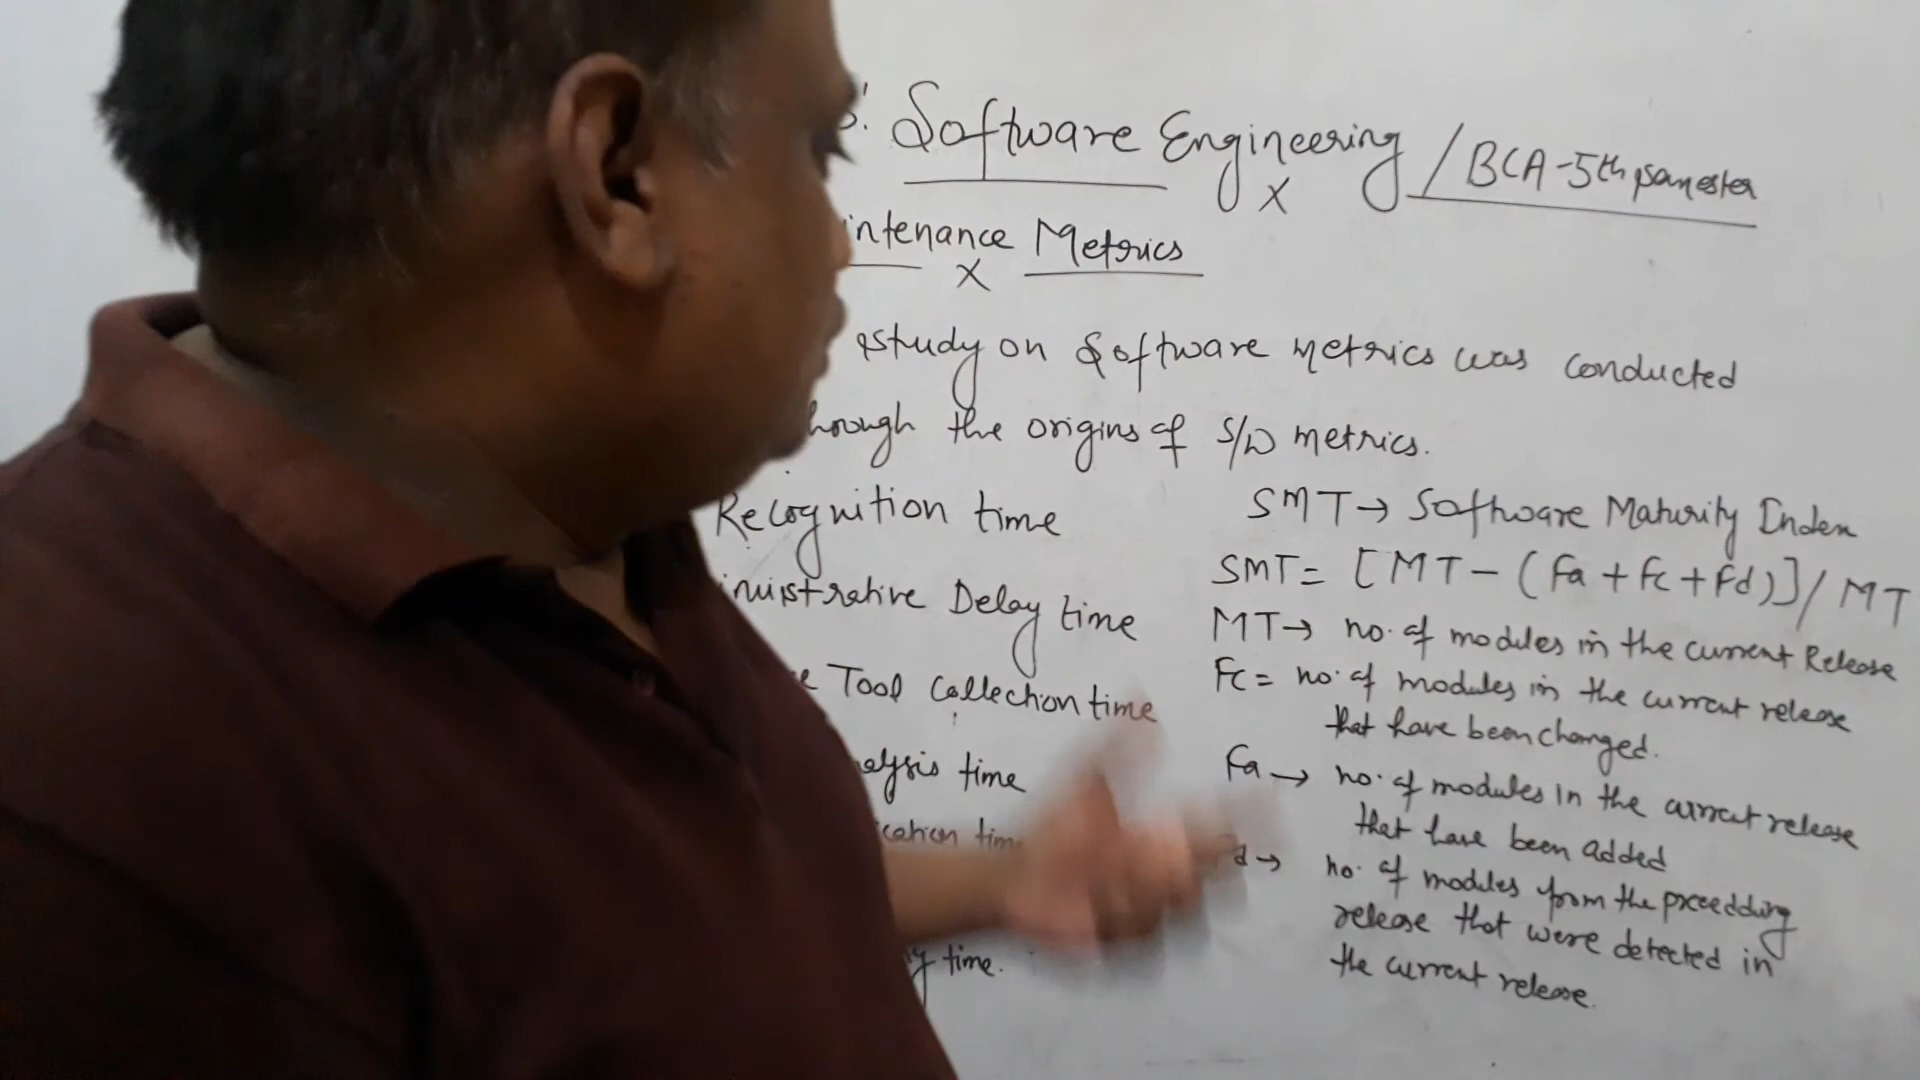 Software Engineering / BCA-5th semester
X
intenance Metrics
X
study on Software metrics was conducted
hrough the origins of S/W metrics.
Recognition time
inistrative Delay time
Tool Collection time
alysis time
ication time
time.
SMT → Software Maturity Index
SMT = [MT - (Fa + Fc + Fd)] / MT
MT → no. of modules in the current Release
Fc = no. of modules in the current release
that have been changed.
Fa → no. of modules in the current release
that have been added
d → no. of modules from the preceedding
release that were detected in
the current release.